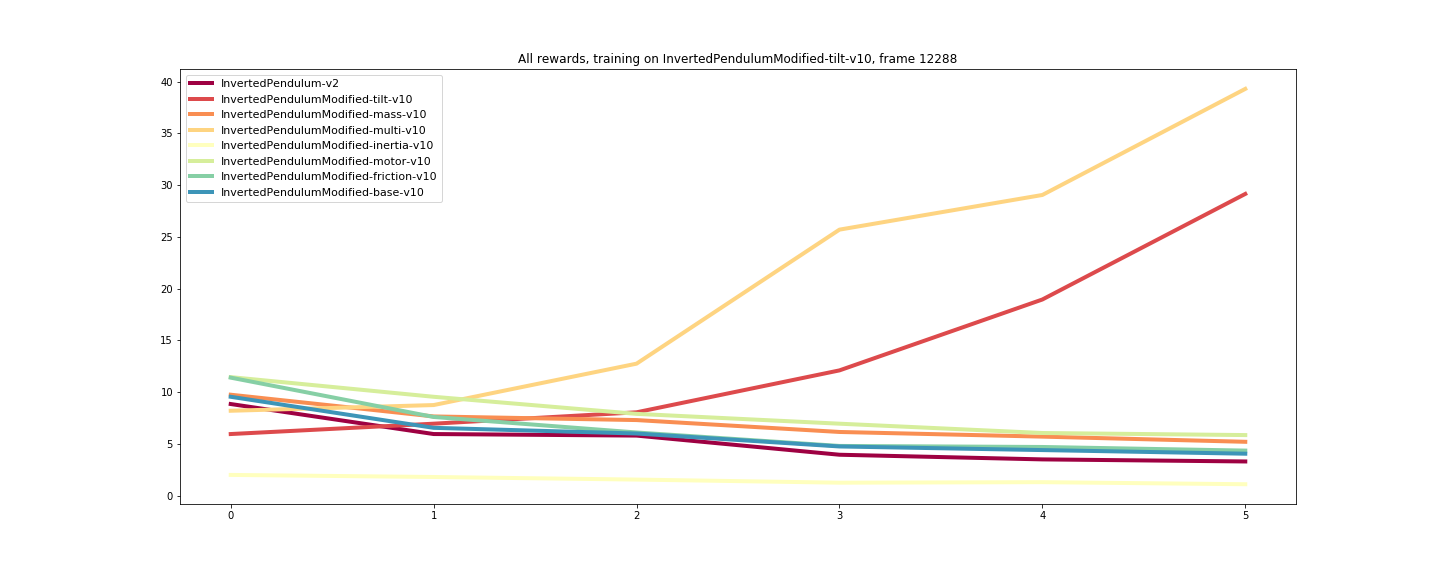 All rewards, training on InvertedPendulumModified-tilt-v10, frame 12288
InvertedPendulum-v2
InvertedPendulumModified-tilt-v10
InvertedPendulumModified-mass-v10
InvertedPendulumModified-multi-v10
InvertedPendulumModified-inertia-v10
InvertedPendulumModified-motor-v10
InvertedPendulumModified-friction-v10
InvertedPendulumModified-base-v10
40
35
30
25
20
15
10
5
0
0 1 2 3 4 5